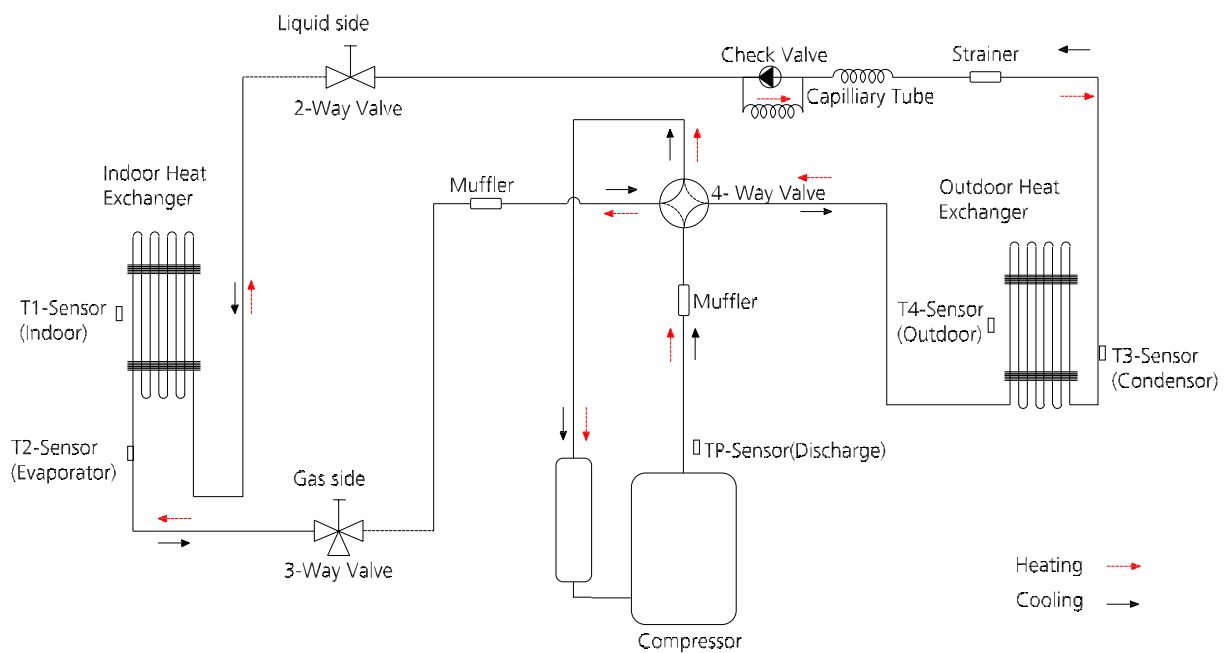 Liquid side
2-Way Valve
Check Valve
Capilliary Tube
Strainer
Indoor Heat
Exchanger
Muffler
4- Way Valve
Outdoor Heat
Exchanger
T1-Sensor
(Indoor)
Muffler
T4-Sensor
(Outdoor)
T3-Sensor
(Condensor)
T2-Sensor
(Evaporator)
TP-Sensor(Discharge)
Gas side
3-Way Valve
Compressor
Heating
Cooling